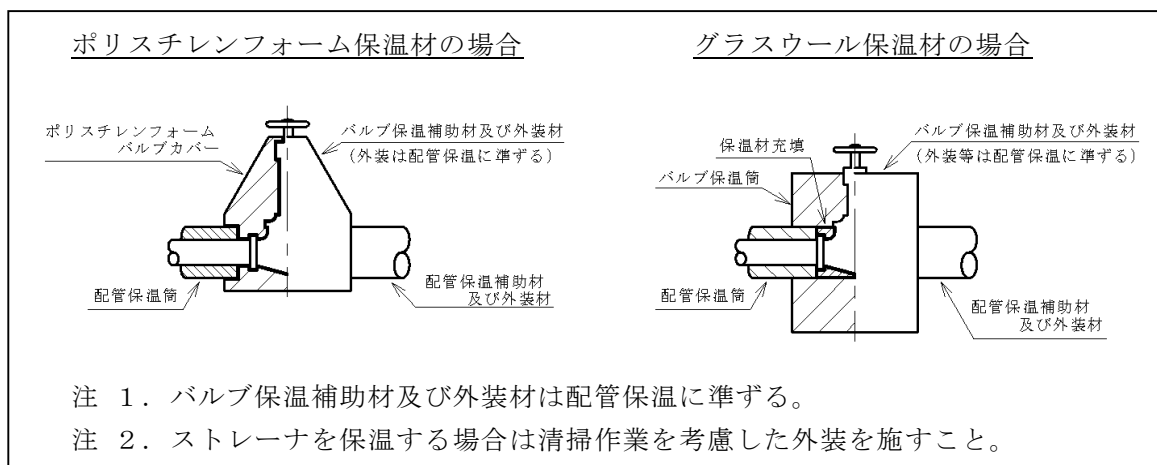 ポリスチレンフォーム保温材の場合
ポリスチレンフォーム
バルブカバー
バルブ保温補助材及び外装材
(外装は配管保温に準ずる)
配管保温筒
配管保温補助材
及び外装材
グラスウール保温材の場合
保温材充填
バルブ保温補助材及び外装材
(外装等は配管保温に準ずる)
バルブ保温筒
配管保温筒
配管保温補助材
及び外装材
注 1．バルブ保温補助材及び外装材は配管保温に準ずる。
注 2．ストレーナを保温する場合は清掃作業を考慮した外装を施すこと。